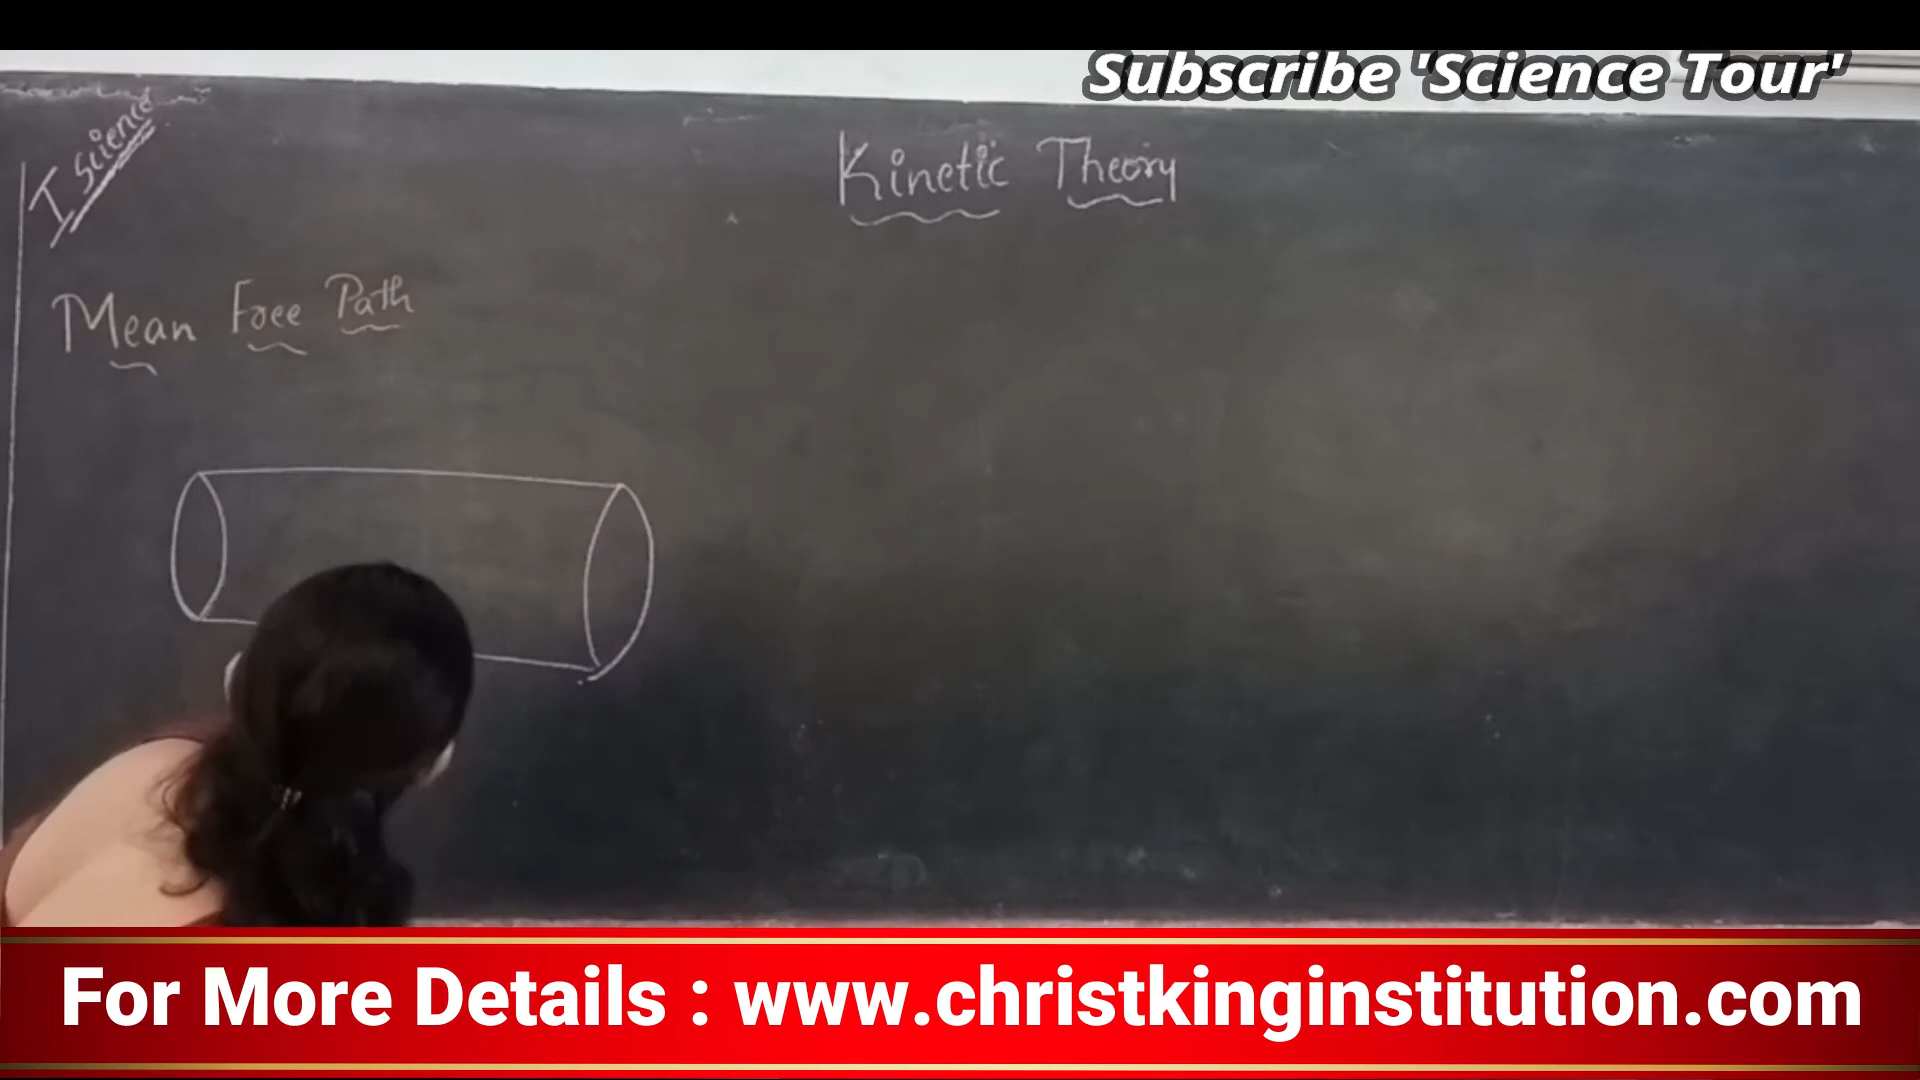 Subscribe 'Science Tour'
I Science
Kinetic Theory
Mean Free Path
For More Details : www.christkinginstitution.com